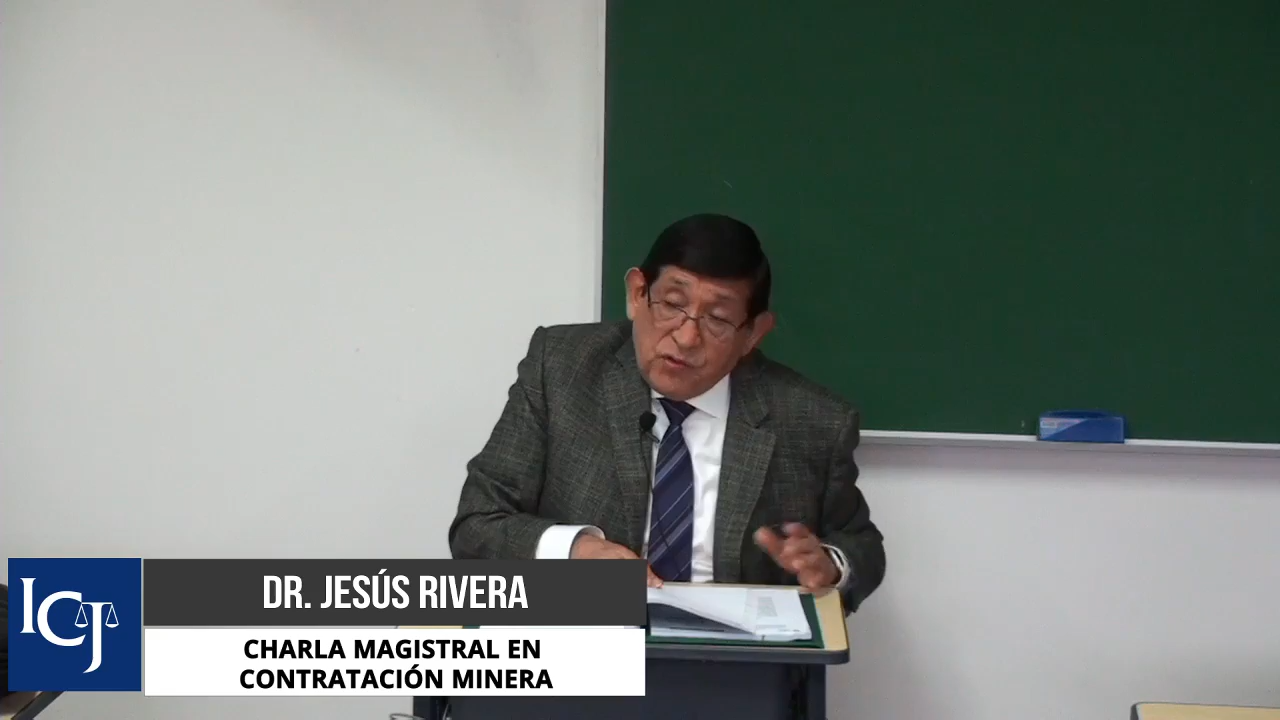 ICJ
DR. JESÚS RIVERA
CHARLA MAGISTRAL EN
CONTRATACIÓN MINERA